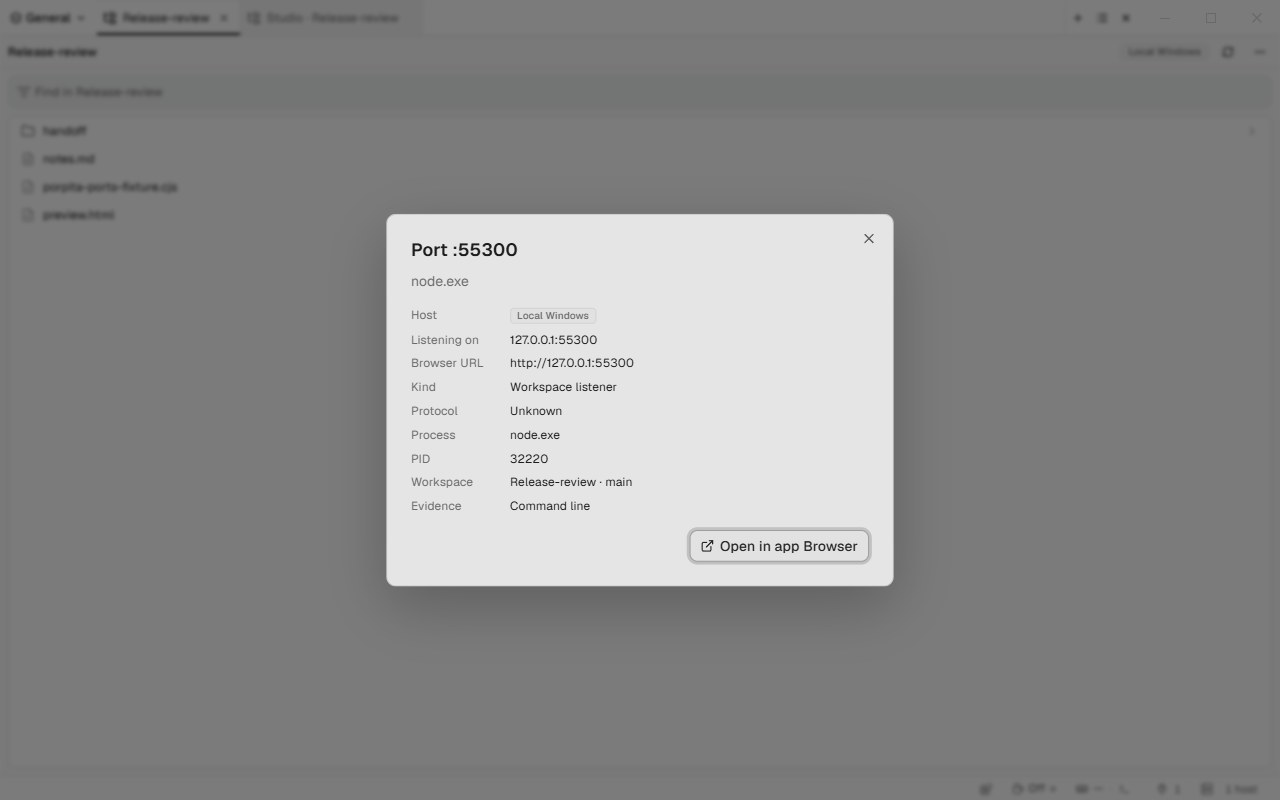 General
Release-review
Studio · Release-review
Release-review
Local Windows
Find in Release-review
handoff
notes.md
preview.html
Port :55300
node.exe
Host Local Windows
Listening on 127.0.0.1:55300
Browser URL http://127.0.0.1:55300
Kind Workspace listener
Protocol Unknown
Process node.exe
PID 32220
Workspace Release-review · main
Evidence Command line
Open in app Browser
Off
1 host